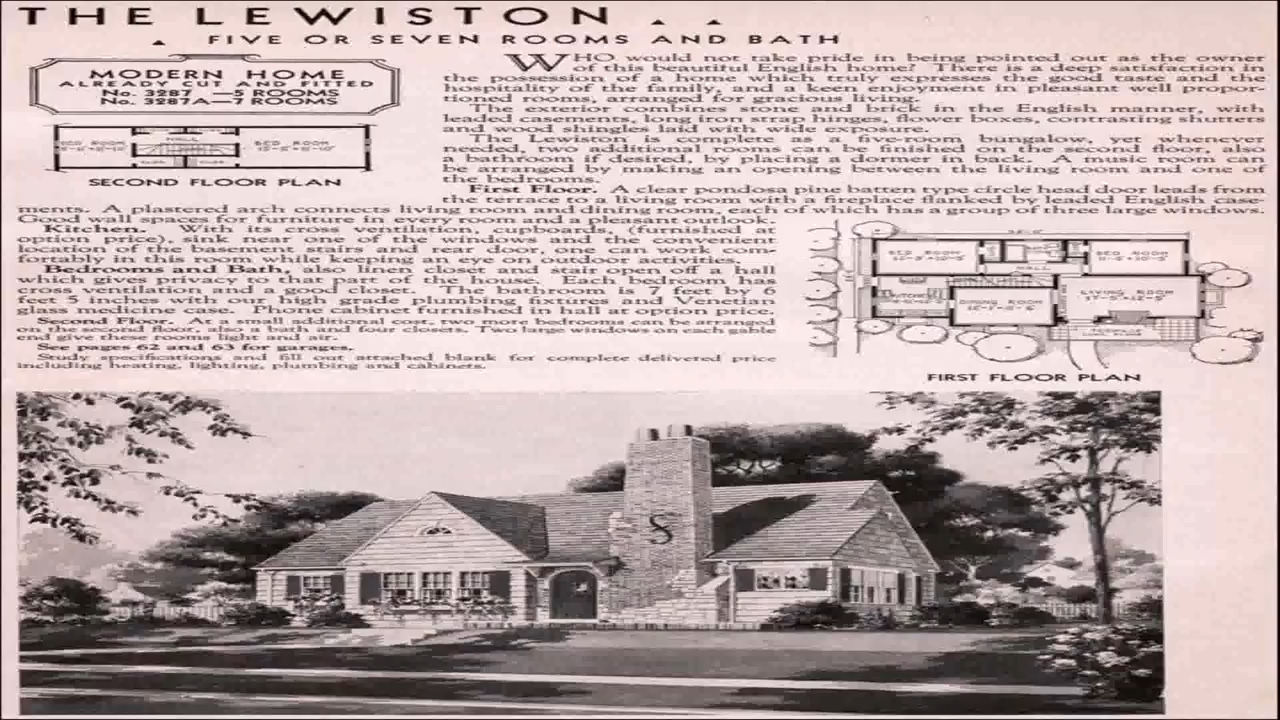 THE LEWISTON . .
FIVE OR SEVEN ROOMS AND BATH
MODERN HOME
ALREADY CUT AND FITTED
No. 3287 —5 ROOMS
No. 3287A—7 ROOMS
BED ROOM
HALL
BED ROOM
SECOND FLOOR PLAN
WHO would not take pride in being pointed out as the owner
of this beautiful English home? There is a deep satisfaction in
the possession of a home which truly expresses the good taste and the
hospitality of the family, and a keen enjoyment in pleasant well propor-
tioned rooms, arranged for gracious living.
The exterior combines stone and brick in the English manner, with
leaded casements, long iron strap hinges, flower boxes, contrasting shutters
and wood shingles laid with wide exposure.
The Lewiston is complete as a five-room bungalow, yet whenever
needed, two additional rooms can be finished on the second floor, also
a bathroom if desired, by placing a dormer in back. A music room can
be arranged by making an opening between the living room and one of
the bedrooms.
First Floor. A clear pondosa pine batten type circle head door leads from
the terrace to a living room with a fireplace flanked by leaded English case-
ments. A plastered arch connects living room and dining room, each of which has a group of three large windows.
Good wall spaces for furniture in every room and a pleasant outlook.
Kitchen. With its cross ventilation, cupboards, (furnished at
option price), sink near one of the windows and the convenient
location of the basement stairs and rear door, one can work com-
fortably in this room while keeping an eye on outdoor activities.
Bedrooms and Bath, also linen closet and stair open off a hall
which gives privacy to that part of the house. Each bedroom has
cross ventilation and a good closet. The bathroom is 7 feet by 6
feet 5 inches with our high grade plumbing fixtures and Venetian
glass medicine case. Phone cabinet furnished in hall at option price.
Second Floor. At a small additional cost, two more bedrooms can be arranged
on the second floor, also a bath and four closets. Two large windows on each gable
end give these rooms light and air.
See pages 62 and 63 for garages.
Study specifications and fill out attached blank for complete delivered price
including heating, lighting, plumbing and cabinets.
BED ROOM
BED ROOM
HALL
KITCHEN
DINING ROOM
LIVING ROOM
TERRACE
FIRST FLOOR PLAN
S